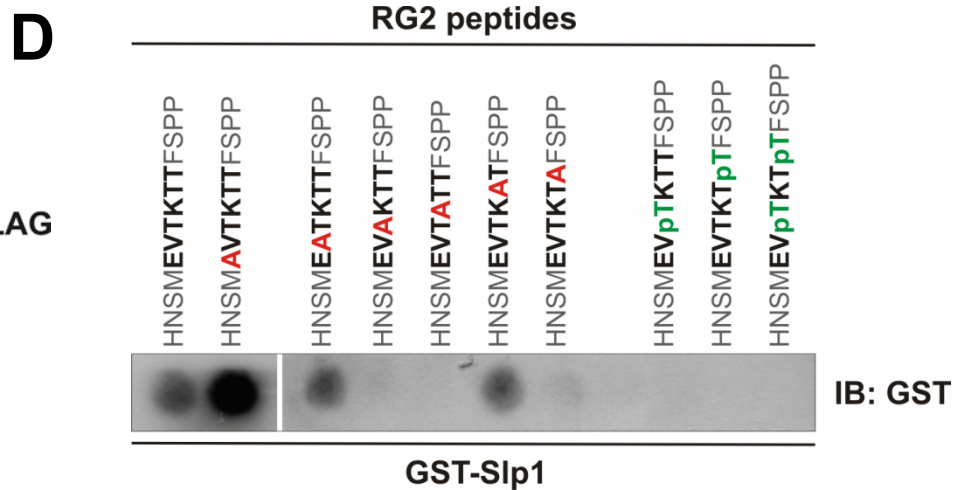 D
RG2 peptides
HNSMEVTKTTFSPP
HNSMAVTKTTFSPP
HNSMEATKTTFSPP
HNSMEVAKTTFSPP
HNSMEVTATTFSPP
HNSMEVTKATFSPP
HNSMEVTKTAFSPP
HNSMEVpTKTTFSPP
HNSMEVTKTpTFSPP
HNSMEVpTKTpTFSPP
LAG
IB: GST
GST-Slp1